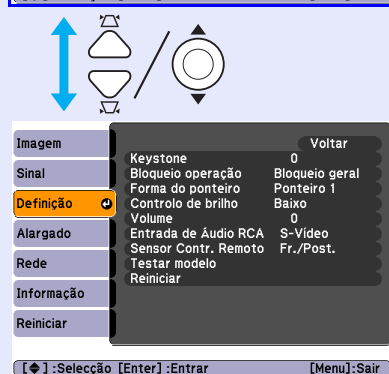 Imagem
Voltar
Keystone 0
Sinal
Bloqueio operação Bloqueio geral
Forma do ponteiro Ponteiro 1
Definição
Controlo de brilho Baixo
Volume 0
Alargado
Entrada de Áudio RCA S-Vídeo
Sensor Contr. Remoto Fr./Post.
Rede
Testar modelo
Reiniciar
Informação
Reiniciar
[ ] :Selecção [Enter] :Entrar [Menu]:Sair